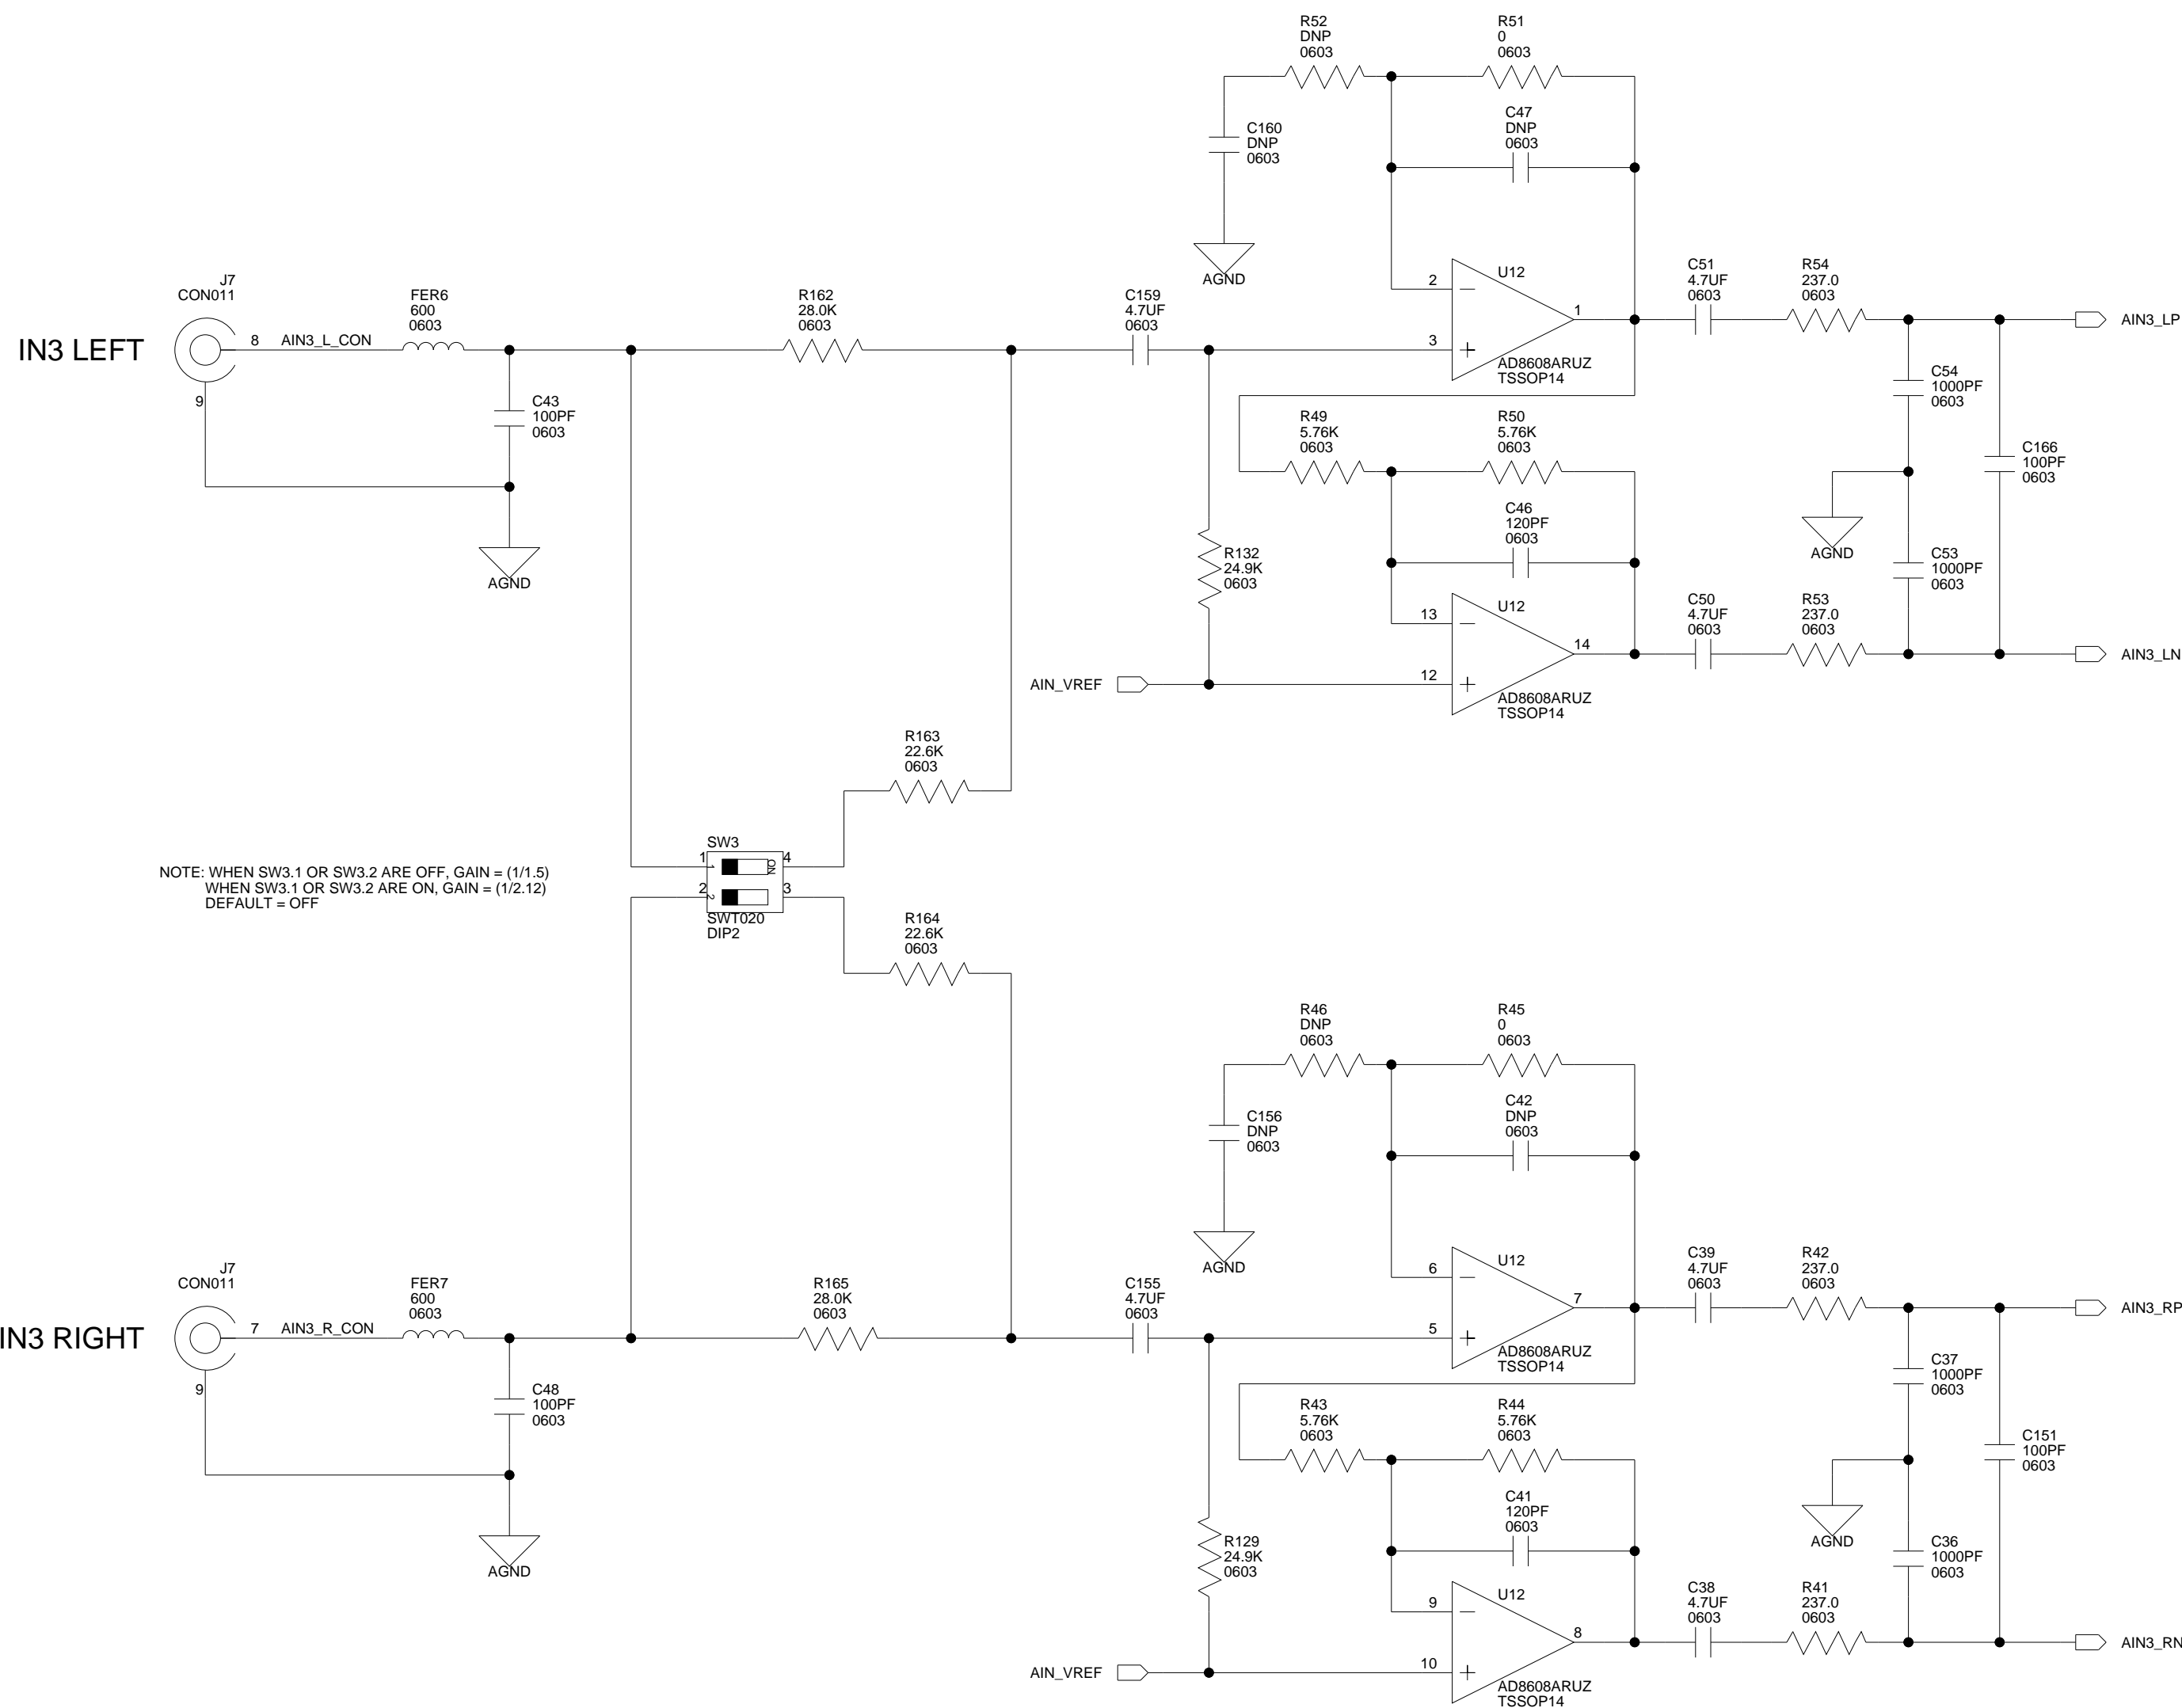 R52
DNP
0603
R51
0
0603
C160
DNP
0603
C47
DNP
0603
AGND
J7
CON011
FER6
600
0603
R162
28.0K
0603
C159
4.7UF
0603
2
U12
1
3
AD8608ARUZ
TSSOP14
C51
4.7UF
0603
R54
237.0
0603
AIN3_LP
IN3 LEFT
8
AIN3_L_CON
9
C43
100PF
0603
AGND
R49
5.76K
0603
R50
5.76K
0603
C54
1000PF
0603
C166
100PF
0603
AGND
C46
120PF
0603
R132
24.9K
0603
C53
1000PF
0603
13
U12
14
12
AD8608ARUZ
TSSOP14
C50
4.7UF
0603
R53
237.0
0603
AIN3_LN
AIN_VREF
R163
22.6K
0603
SW3
1
4
1
ON
2
3
2
SWT020
DIP2
NOTE: WHEN SW3.1 OR SW3.2 ARE OFF, GAIN = (1/1.5)
WHEN SW3.1 OR SW3.2 ARE ON, GAIN = (1/2.12)
DEFAULT = OFF
R164
22.6K
0603
R46
DNP
0603
R45
0
0603
C156
DNP
0603
C42
DNP
0603
AGND
J7
CON011
FER7
600
0603
R165
28.0K
0603
C155
4.7UF
0603
6
U12
7
5
AD8608ARUZ
TSSOP14
C39
4.7UF
0603
R42
237.0
0603
AIN3_RP
IN3 RIGHT
7
AIN3_R_CON
9
C48
100PF
0603
AGND
R43
5.76K
0603
R44
5.76K
0603
C37
1000PF
0603
C151
100PF
0603
AGND
C41
120PF
0603
R129
24.9K
0603
C36
1000PF
0603
9
U12
8
10
AD8608ARUZ
TSSOP14
C38
4.7UF
0603
R41
237.0
0603
AIN3_RN
AIN_VREF